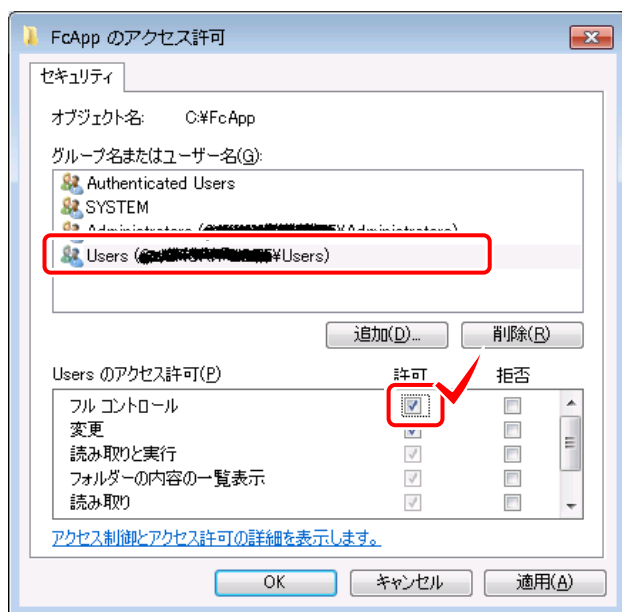 FcApp のアクセス許可
セキュリティ
オブジェクト名: C:¥FcApp
グループ名またはユーザー名(G):
Authenticated Users
SYSTEM
Administrators ( ¥Administrators)
Users ( ¥Users)
追加(D)... 削除(R)
Users のアクセス許可(P) 許可 拒否
フル コントロール
変更
読み取りと実行
フォルダーの内容の一覧表示
読み取り
アクセス制御とアクセス許可の詳細を表示します。
OK キャンセル 適用(A)